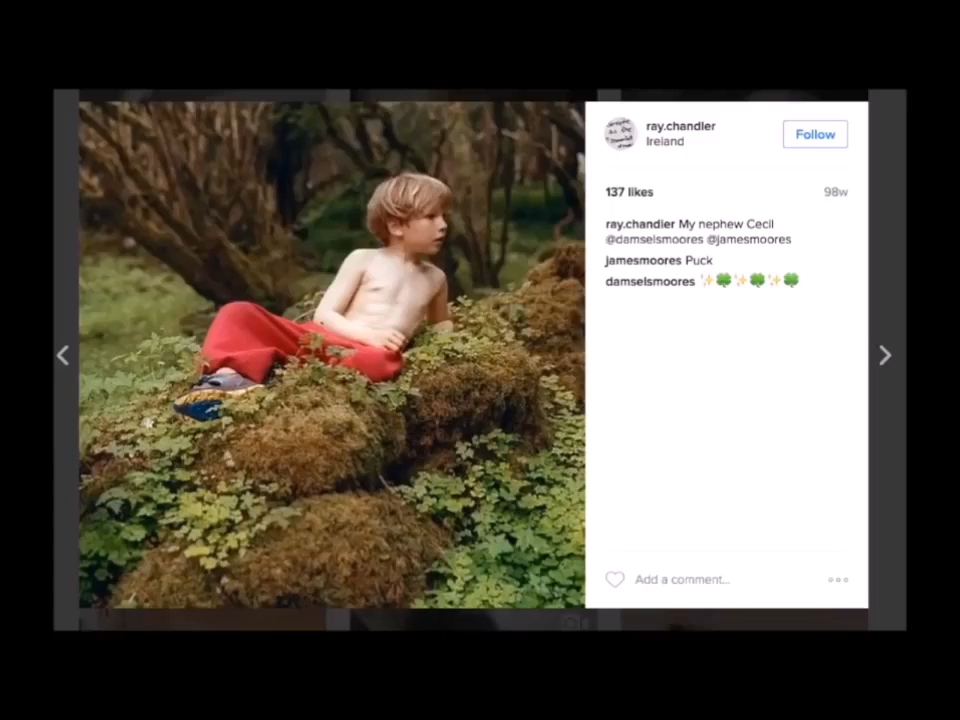 ray.chandler
Ireland
Follow
137 likes
98w
ray.chandler My nephew Cecil
@damselsmoores @jamesmoores
jamesmoores Puck
damselsmoores ✨🍀✨🍀✨🍀
Add a comment...